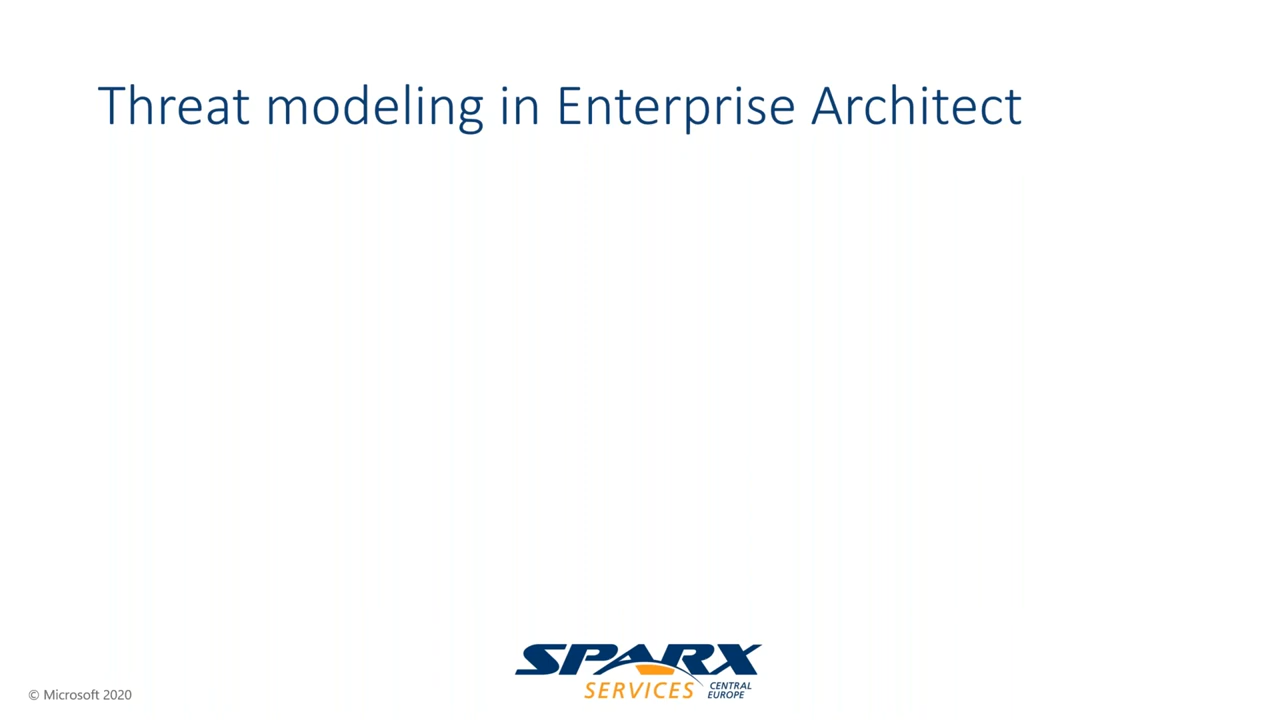 Threat modeling in Enterprise Architect
SPARX
SERVICES CENTRAL EUROPE
© Microsoft 2020